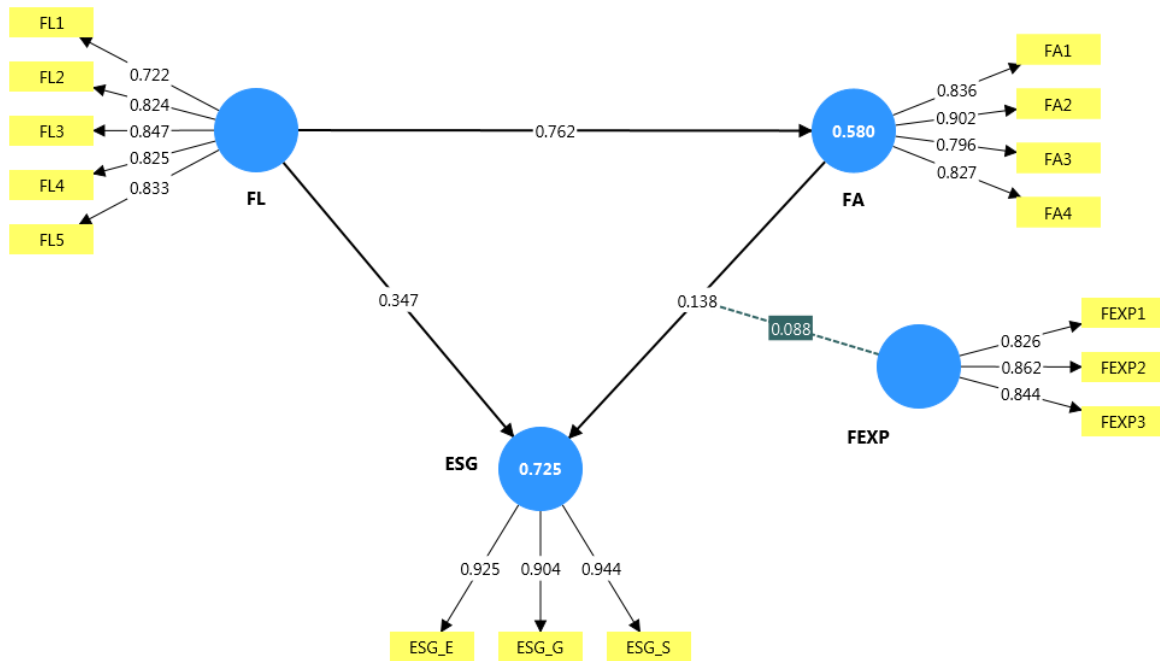 FL1
FL2
FL3
FL4
FL5
0.722
0.824
0.847
0.825
0.833
FL
0.762
0.580
FA
0.836
0.902
0.796
0.827
FA1
FA2
FA3
FA4
0.347
0.138
0.088
FEXP
0.826
0.862
0.844
FEXP1
FEXP2
FEXP3
ESG
0.725
0.925
0.904
0.944
ESG_E
ESG_G
ESG_S